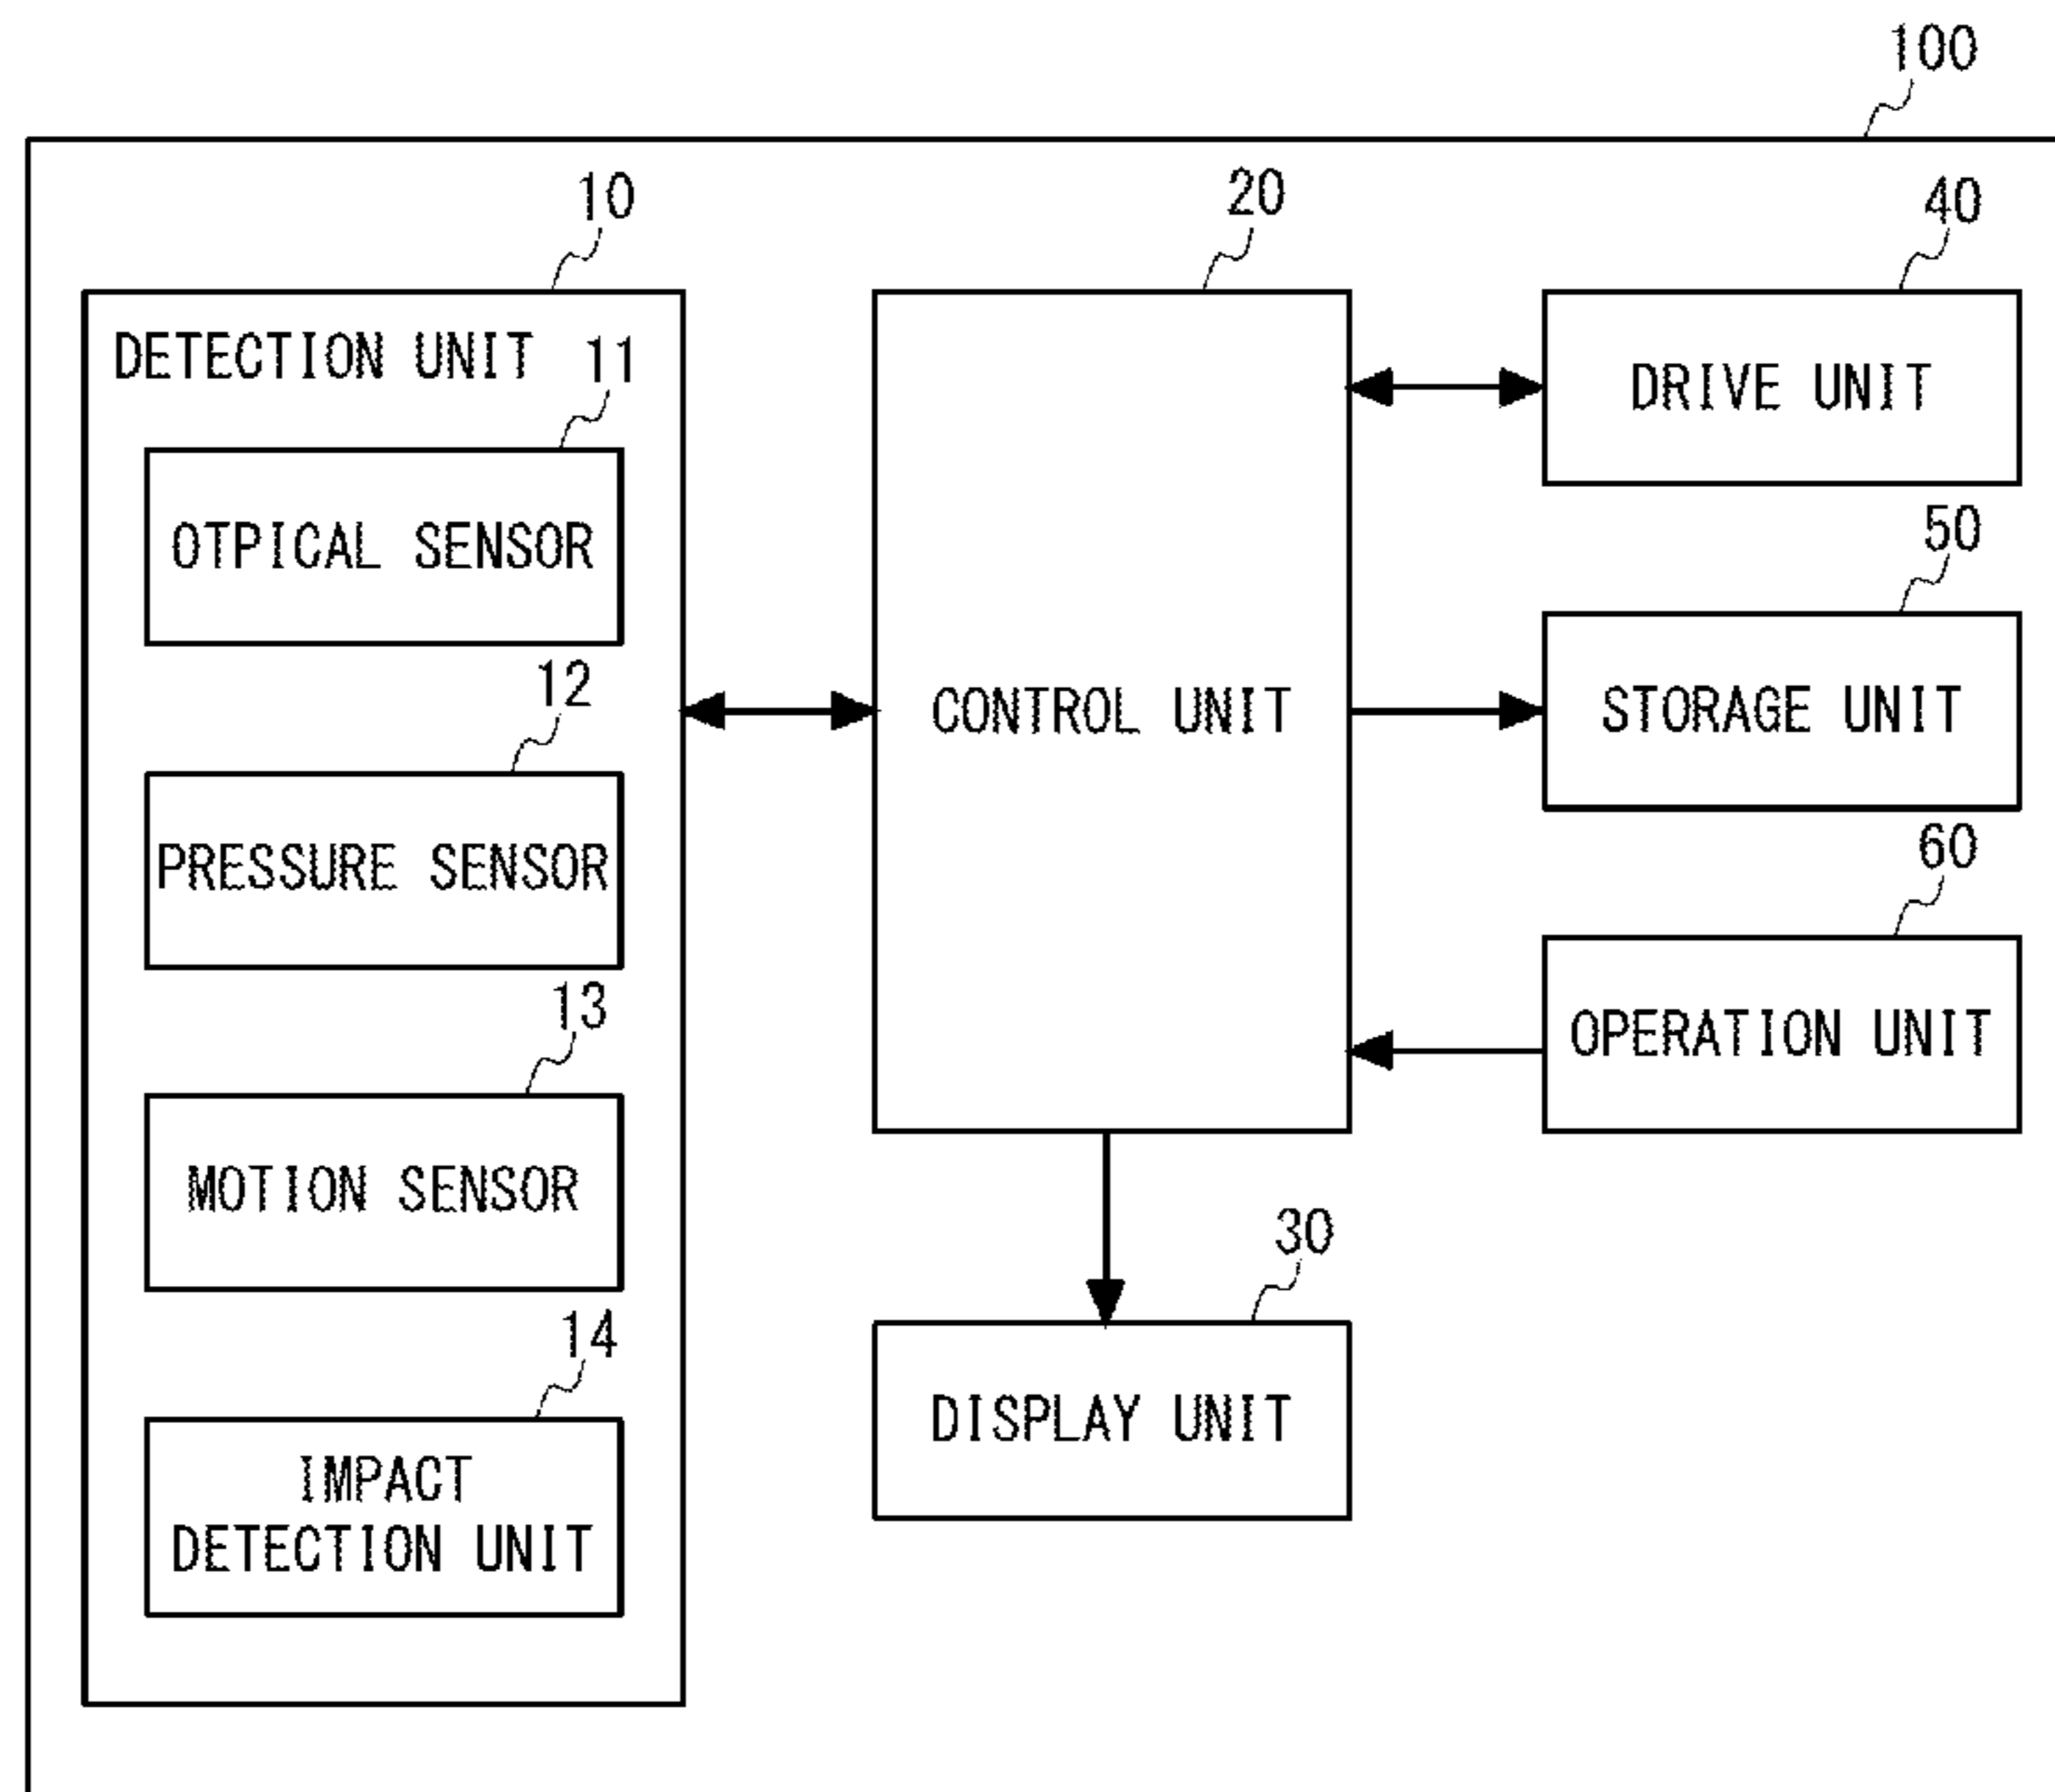 100
10
20
40
DETECTION UNIT
11
DRIVE UNIT
OTPICAL SENSOR
50
12
CONTROL UNIT
STORAGE UNIT
PRESSURE SENSOR
60
13
OPERATION UNIT
MOTION SENSOR
30
14
DISPLAY UNIT
IMPACT
DETECTION UNIT